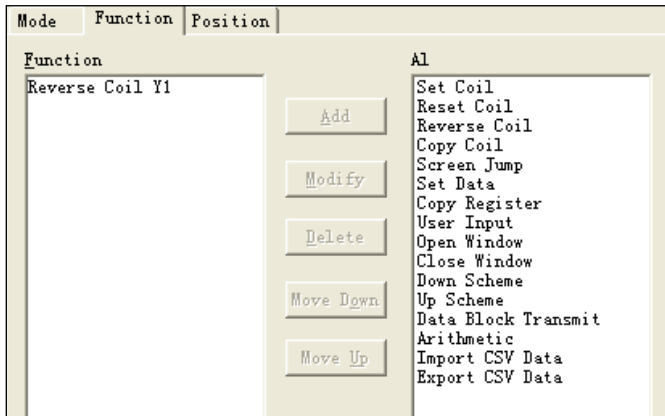 Mode Function Position
Function
Reverse Coil Y1
Add
Modify
Delete
Move Down
Move Up
Al
Set Coil
Reset Coil
Reverse Coil
Copy Coil
Screen Jump
Set Data
Copy Register
User Input
Open Window
Close Window
Down Scheme
Up Scheme
Data Block Transmit
Arithmetic
Import CSV Data
Export CSV Data